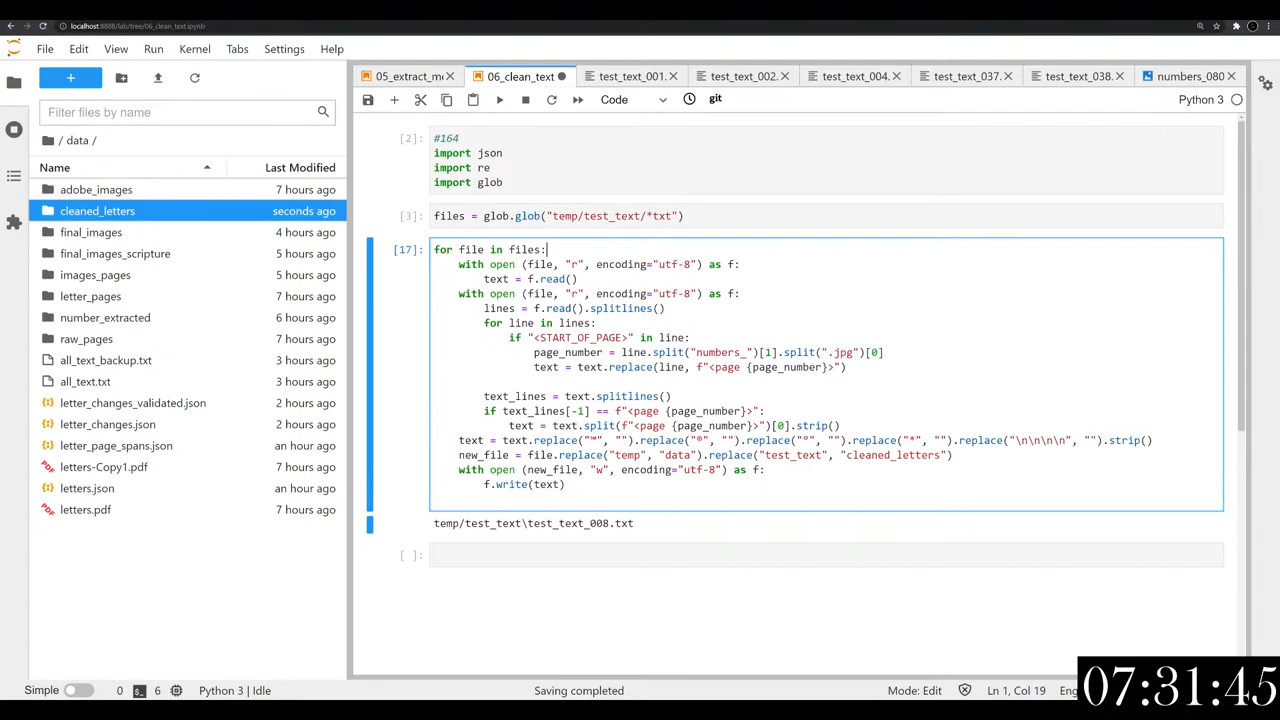 localhost:8888/lab/tree/06_clean_text.ipynb
File Edit View Run Kernel Tabs Settings Help
+
Filter files by name
/ data /
Name Last Modified
adobe_images 7 hours ago
cleaned_letters seconds ago
final_images 4 hours ago
final_images_scripture 7 hours ago
images_pages 7 hours ago
letter_pages 7 hours ago
number_extracted 6 hours ago
raw_pages 7 hours ago
all_text_backup.txt 3 hours ago
all_text.txt 3 hours ago
letter_changes_validated.json 2 hours ago
letter_changes.json 2 hours ago
letter_page_spans.json an hour ago
letters-Copy1.pdf 7 hours ago
letters.json an hour ago
letters.pdf 7 hours ago
05_extract_me 06_clean_text test_text_001. test_text_002. test_text_004. test_text_037. test_text_038. numbers_080
Code git Python 3
[2]: #164
import json
import re
import glob
[3]: files = glob.glob("temp/test_text/*txt")
[17]: for file in files:
    with open (file, "r", encoding="utf-8") as f:
        text = f.read()
    with open (file, "r", encoding="utf-8") as f:
        lines = f.read().splitlines()
        for line in lines:
            if "<START_OF_PAGE>" in line:
                page_number = line.split("numbers_")[1].split(".jpg")[0]
                text = text.replace(line, f"<page {page_number}>")
        text_lines = text.splitlines()
        if text_lines[-1] == f"<page {page_number}>":
            text = text.split(f"<page {page_number}>")[0].strip()
    text = text.replace("™", "").replace("®", "").replace("°", "").replace("*", "").replace("\n\n\n\n", "").strip()
    new_file = file.replace("temp", "data").replace("test_text", "cleaned_letters")
    with open (new_file, "w", encoding="utf-8") as f:
        f.write(text)
temp/test_text\test_text_008.txt
[ ]:
Simple 0 6 Python 3 | Idle Saving completed Mode: Edit Ln 1, Col 19
07:31:45